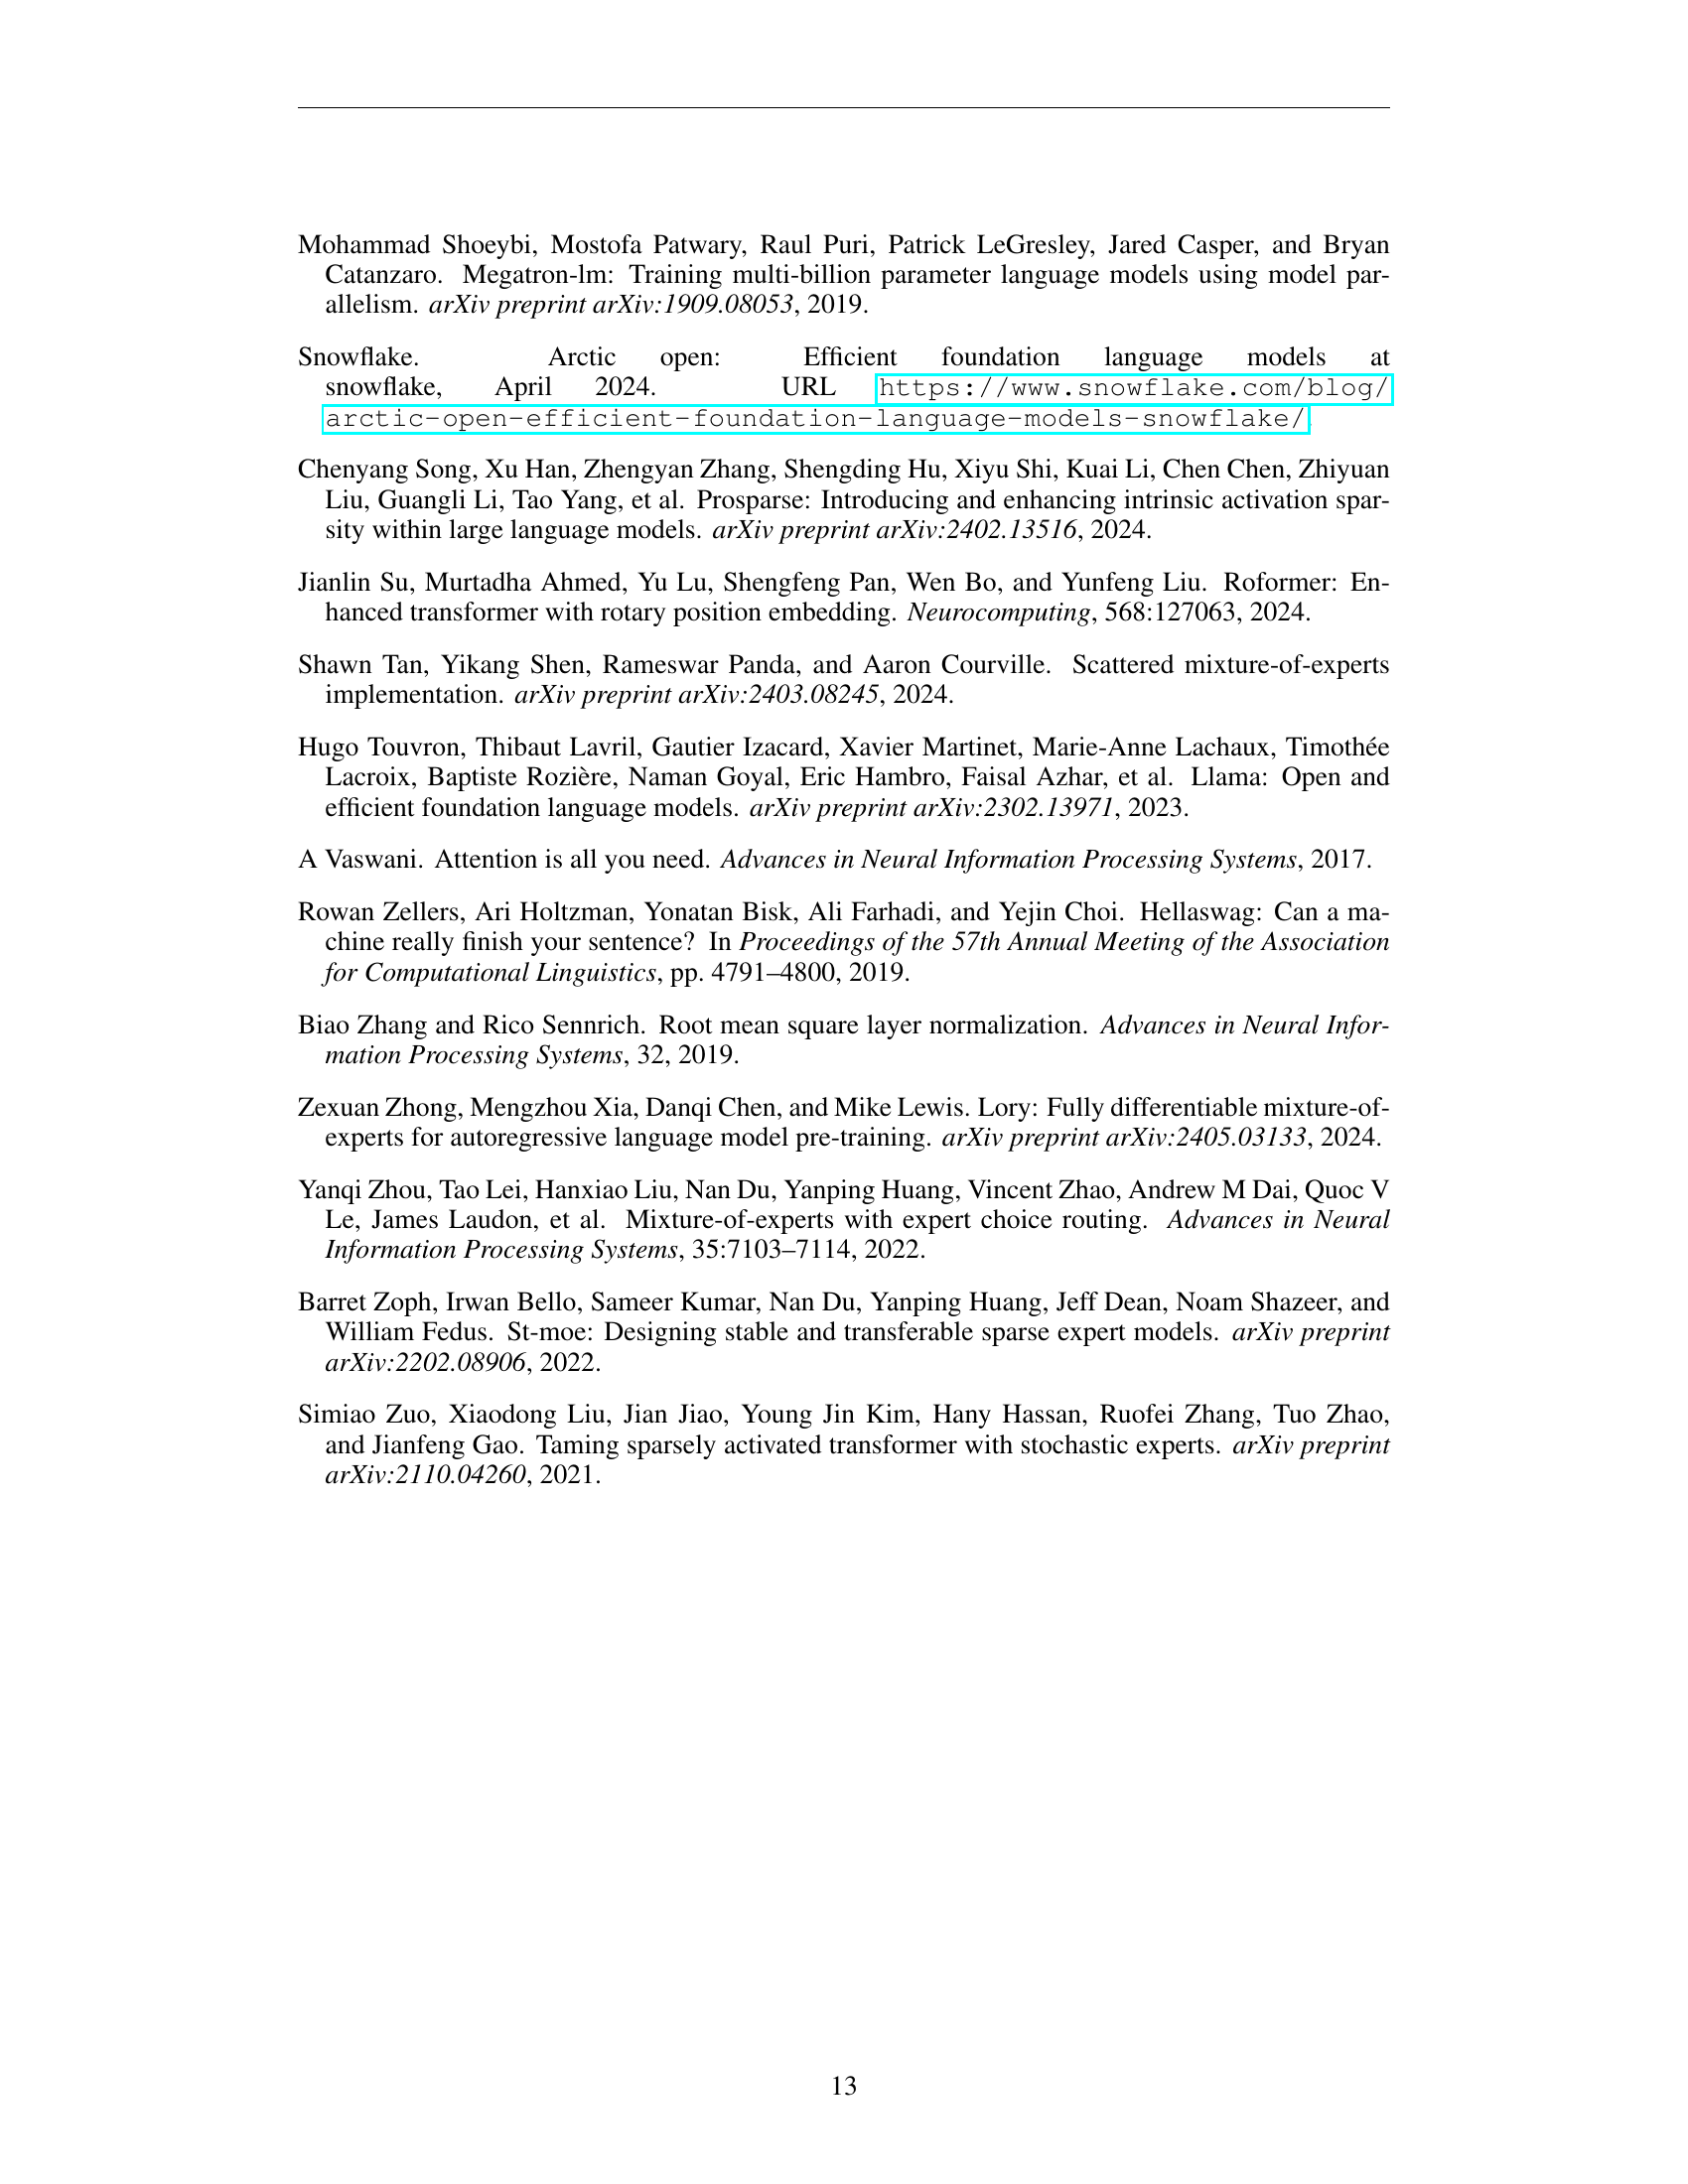 Mohammad Shoeybi, Mostofa Patwary, Raul Puri, Patrick LeGresley, Jared Casper, and Bryan
Catanzaro. Megatron-lm: Training multi-billion parameter language models using model par-
allelism. arXiv preprint arXiv:1909.08053, 2019.
Snowflake. Arctic open: Efficient foundation language models at
snowflake, April 2024. URL https://www.snowflake.com/blog/
arctic-open-efficient-foundation-language-models-snowflake/
Chenyang Song, Xu Han, Zhengyan Zhang, Shengding Hu, Xiyu Shi, Kuai Li, Chen Chen, Zhiyuan
Liu, Guangli Li, Tao Yang, et al. Prosparse: Introducing and enhancing intrinsic activation spar-
sity within large language models. arXiv preprint arXiv:2402.13516, 2024.
Jianlin Su, Murtadha Ahmed, Yu Lu, Shengfeng Pan, Wen Bo, and Yunfeng Liu. Roformer: En-
hanced transformer with rotary position embedding. Neurocomputing, 568:127063, 2024.
Shawn Tan, Yikang Shen, Rameswar Panda, and Aaron Courville. Scattered mixture-of-experts
implementation. arXiv preprint arXiv:2403.08245, 2024.
Hugo Touvron, Thibaut Lavril, Gautier Izacard, Xavier Martinet, Marie-Anne Lachaux, Timothée
Lacroix, Baptiste Rozière, Naman Goyal, Eric Hambro, Faisal Azhar, et al. Llama: Open and
efficient foundation language models. arXiv preprint arXiv:2302.13971, 2023.
A Vaswani. Attention is all you need. Advances in Neural Information Processing Systems, 2017.
Rowan Zellers, Ari Holtzman, Yonatan Bisk, Ali Farhadi, and Yejin Choi. Hellaswag: Can a ma-
chine really finish your sentence? In Proceedings of the 57th Annual Meeting of the Association
for Computational Linguistics, pp. 4791–4800, 2019.
Biao Zhang and Rico Sennrich. Root mean square layer normalization. Advances in Neural Infor-
mation Processing Systems, 32, 2019.
Zexuan Zhong, Mengzhou Xia, Danqi Chen, and Mike Lewis. Lory: Fully differentiable mixture-of-
experts for autoregressive language model pre-training. arXiv preprint arXiv:2405.03133, 2024.
Yanqi Zhou, Tao Lei, Hanxiao Liu, Nan Du, Yanping Huang, Vincent Zhao, Andrew M Dai, Quoc V
Le, James Laudon, et al. Mixture-of-experts with expert choice routing. Advances in Neural
Information Processing Systems, 35:7103–7114, 2022.
Barret Zoph, Irwan Bello, Sameer Kumar, Nan Du, Yanping Huang, Jeff Dean, Noam Shazeer, and
William Fedus. St-moe: Designing stable and transferable sparse expert models. arXiv preprint
arXiv:2202.08906, 2022.
Simiao Zuo, Xiaodong Liu, Jian Jiao, Young Jin Kim, Hany Hassan, Ruofei Zhang, Tuo Zhao,
and Jianfeng Gao. Taming sparsely activated transformer with stochastic experts. arXiv preprint
arXiv:2110.04260, 2021.
13